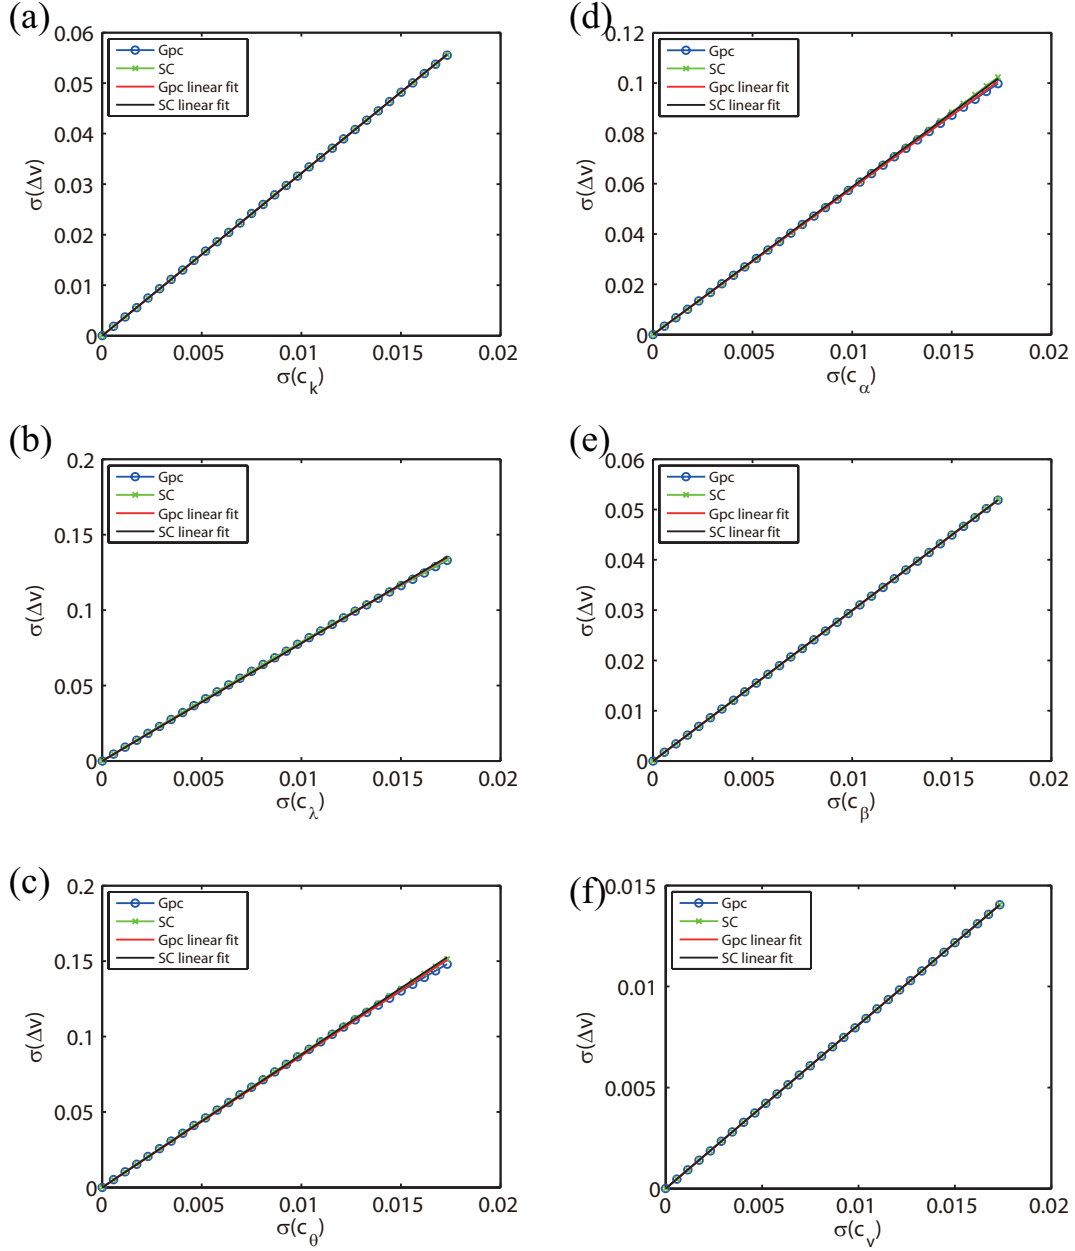 (a)
0.06
0.05
0.04
0.03
0.02
0.01
0
σ(Δv)
Gpc
SC
Gpc linear fit
SC linear fit
0 0.005 0.01 0.015 0.02
σ(c_k)
(d)
0.12
0.1
0.08
0.06
0.04
0.02
0
σ(Δv)
Gpc
SC
Gpc linear fit
SC linear fit
0 0.005 0.01 0.015 0.02
σ(c_α)
(b)
0.2
0.15
0.1
0.05
0
σ(Δv)
Gpc
SC
Gpc linear fit
SC linear fit
0 0.005 0.01 0.015 0.02
σ(c_λ)
(e)
0.06
0.05
0.04
0.03
0.02
0.01
0
σ(Δv)
Gpc
SC
Gpc linear fit
SC linear fit
0 0.005 0.01 0.015 0.02
σ(c_β)
(c)
0.2
0.15
0.1
0.05
0
σ(Δv)
Gpc
SC
Gpc linear fit
SC linear fit
0 0.005 0.01 0.015 0.02
σ(c_θ)
(f)
0.015
0.01
0.005
0
σ(Δv)
Gpc
SC
Gpc linear fit
SC linear fit
0 0.005 0.01 0.015 0.02
σ(c_v)